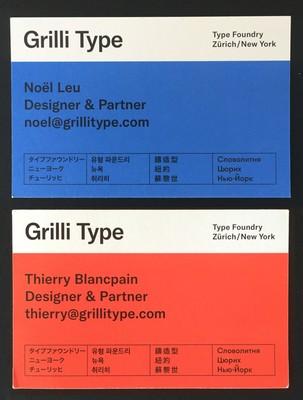 Grilli Type
Type Foundry
Zürich/New York
Noël Leu
Designer & Partner
noel@grillitype.com
タイプファウンドリー 유형 파운드리 鑄造型 Словолитня
ニューヨーク 뉴욕 紐約 Цюрих
チューリッヒ 취리히 蘇黎世 Нью-Йорк
Grilli Type
Type Foundry
Zürich/New York
Thierry Blancpain
Designer & Partner
thierry@grillitype.com
タイプファウンドリー 유형 파운드리 鑄造型 Словолитня
ニューヨーク 뉴욕 紐約 Цюрих
チューリッヒ 취리히 蘇黎世 Нью-Йорк